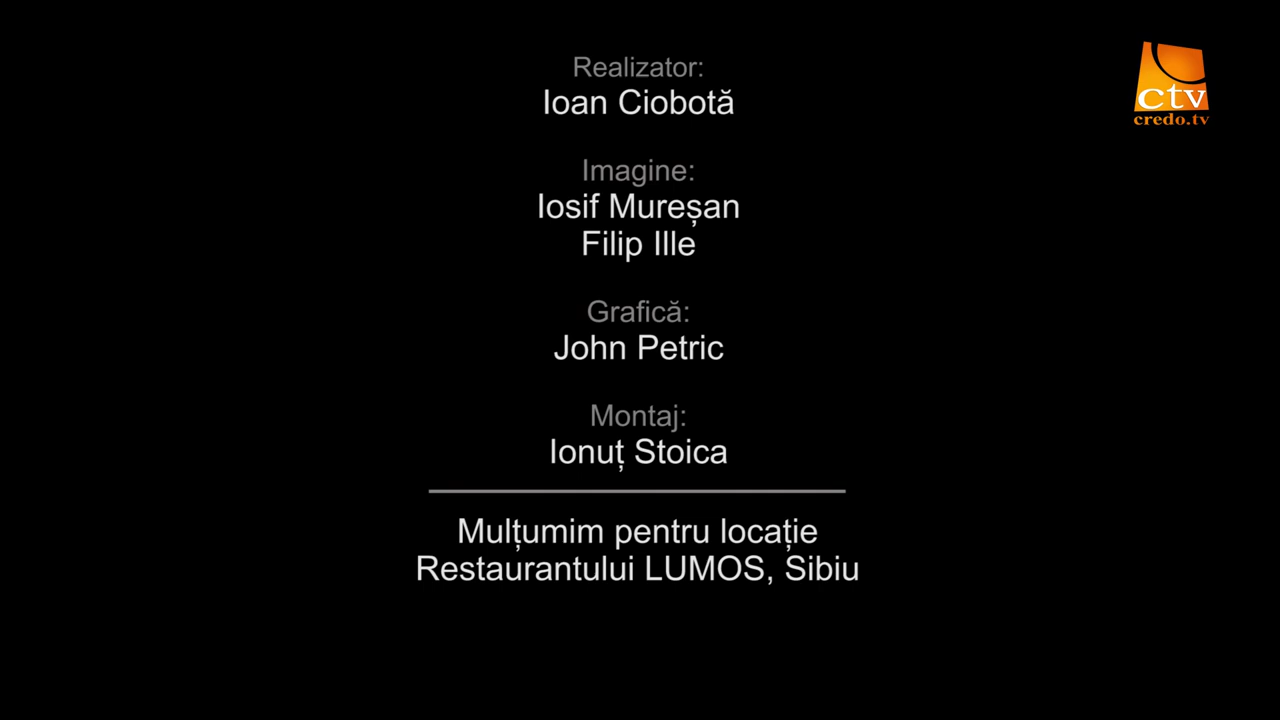 Realizator:
Ioan Ciobotă
Imagine:
Iosif Mureșan
Filip Ille
Grafică:
John Petric
Montaj:
Ionuț Stoica
Mulțumim pentru locație
Restaurantului LUMOS, Sibiu
ctv
credo.tv